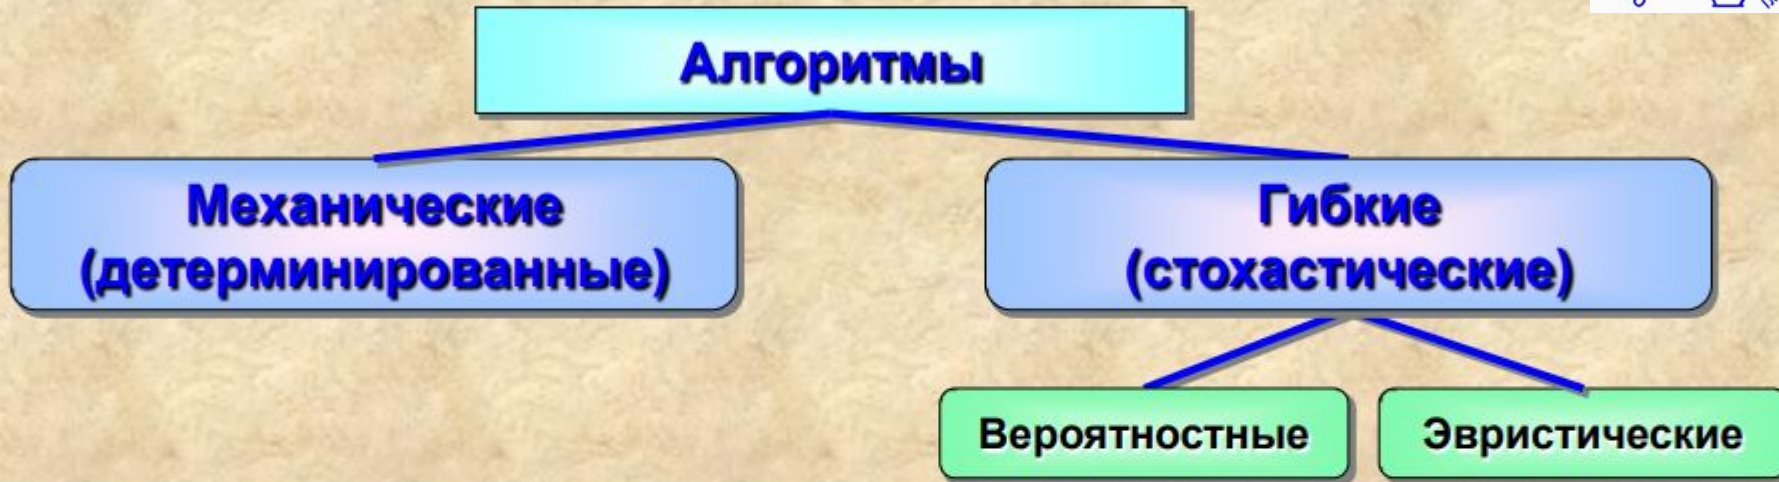 Алгоритмы
Механические
(детерминированные)
Гибкие
(стохастические)
Вероятностные
Эвристические